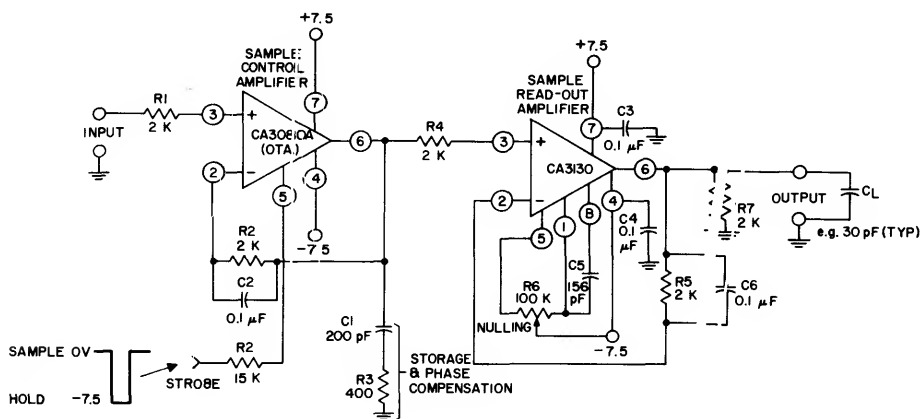 +7.5
SAMPLE
CONTROL
AMPLIFIER
7
R1
2 K
3
+
INPUT
CA3080A
(OTA)
6
2
-
5
4
-7.5
R2
2 K
C2
0.1 µF
SAMPLE 0V
HOLD -7.5
STROBE
R2
15 K
C1
200 pF
R3
400
STORAGE
& PHASE
COMPENSATION
R4
2 K
+7.5
SAMPLE
READ-OUT
AMPLIFIER
7
C3
0.1 µF
3
+
CA3130
6
2
-
5
1
8
4
C4
0.1
µF
R6
100 K
NULLING
C5
156
pF
-7.5
R7
2 K
OUTPUT
CL
e.g. 30 pF (TYP)
R5
2 K
C6
0.1 µF